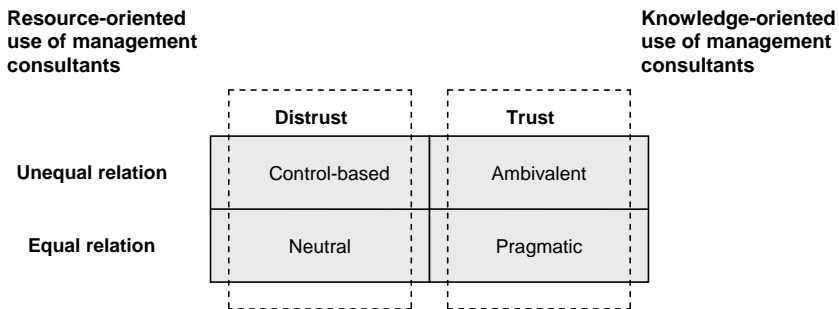 Resource-oriented
use of management
consultants
Knowledge-oriented
use of management
consultants
Distrust Trust
Unequal relation Control-based Ambivalent
Equal relation Neutral Pragmatic